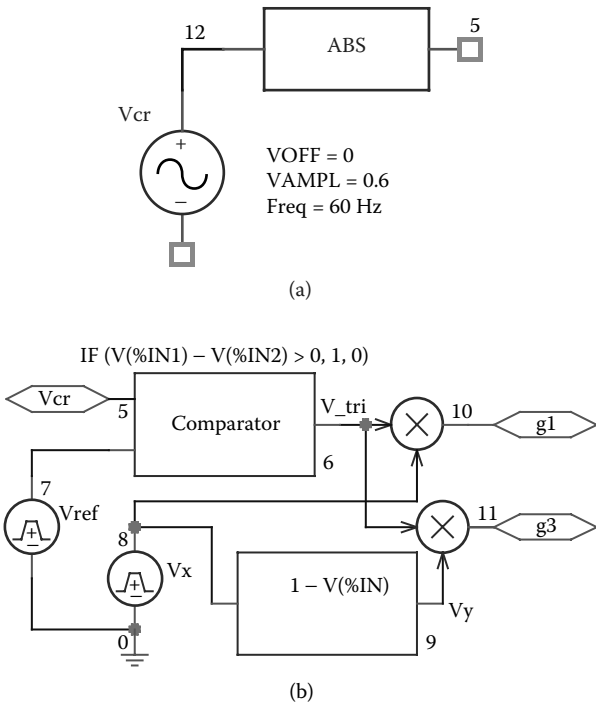 12
ABS
5
Vcr
+
−
VOFF = 0
VAMPL = 0.6
Freq = 60 Hz
(a)
IF (V(%IN1) − V(%IN2) > 0, 1, 0)
Vcr
5
Comparator
V_tri
10
g1
6
7
Vref
+
−
8
Vx
+
−
11
g3
1 − V(%IN)
Vy
0
9
(b)